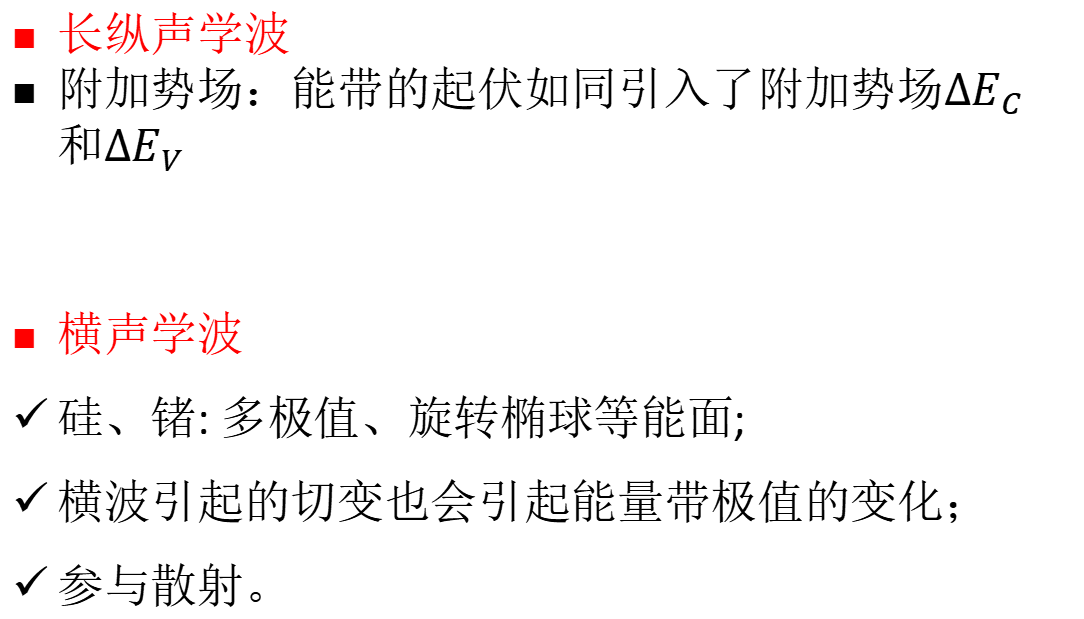 ■ 长纵声学波
■ 附加势场：能带的起伏如同引入了附加势场Δ𝐸_𝐶
和Δ𝐸_𝑉
■ 横声学波
✓ 硅、锗: 多极值、旋转椭球等能面;
✓ 横波引起的切变也会引起能量带极值的变化；
✓ 参与散射。